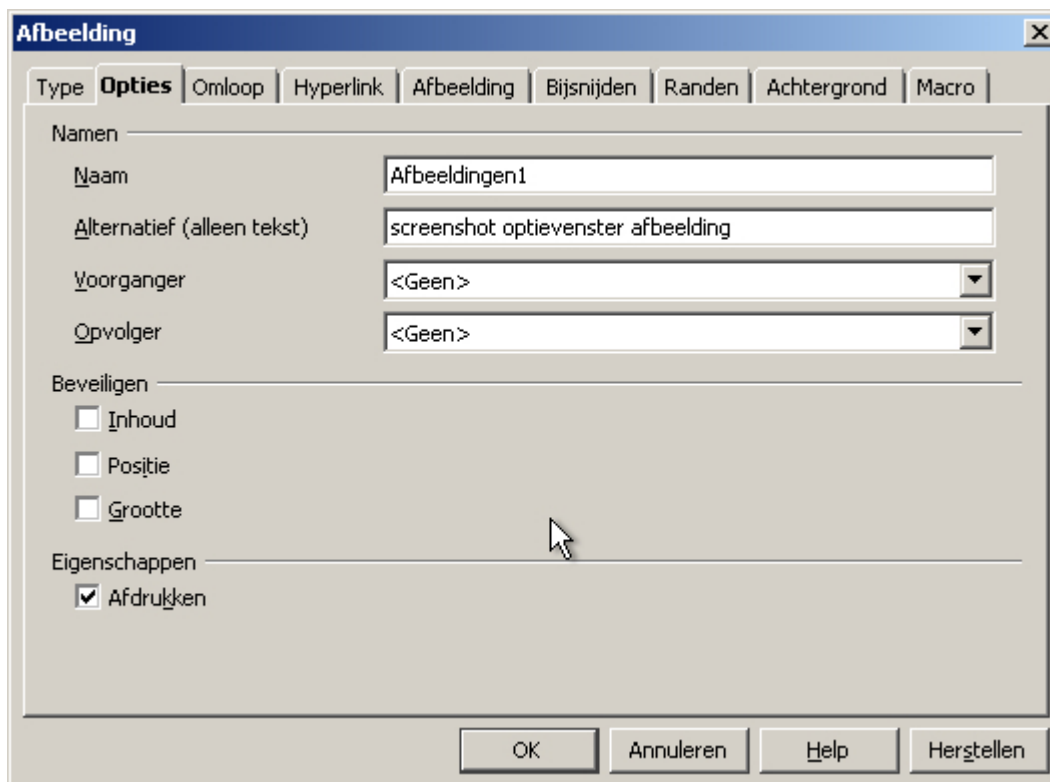 Afbeelding
Type Opties Omloop Hyperlink Afbeelding Bijsnijden Randen Achtergrond Macro
Namen
Naam Afbeeldingen1
Alternatief (alleen tekst) screenshot optievenster afbeelding
Voorganger <Geen>
Opvolger <Geen>
Beveiligen
Inhoud
Positie
Grootte
Eigenschappen
Afdrukken
OK Annuleren Help Herstellen